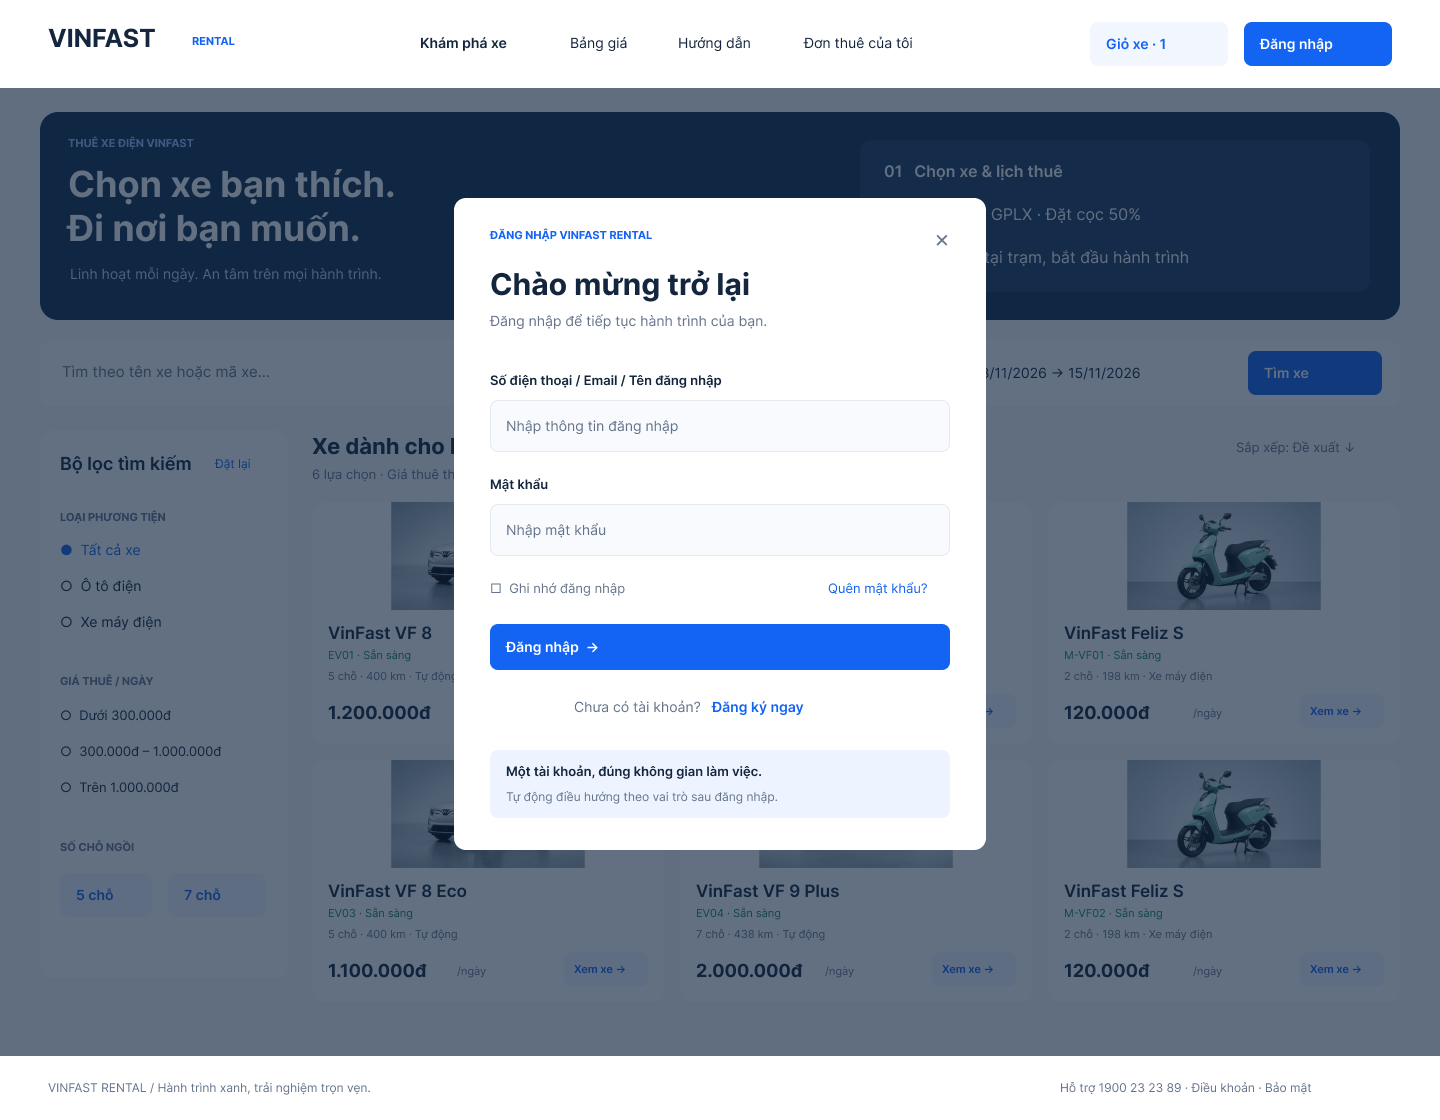 VINFAST RENTAL
Khám phá xe
Bảng giá
Hướng dẫn
Đơn thuê của tôi
Giỏ xe · 1
Đăng nhập
THUÊ XE ĐIỆN VINFAST
Chọn xe bạn thích.
Đi nơi bạn muốn.
Linh hoạt mỗi ngày. An tâm trên mọi hành trình.
01 Chọn xe & lịch thuê
GPLX · Đặt cọc 50%
tại trạm, bắt đầu hành trình
ĐĂNG NHẬP VINFAST RENTAL
✕
Chào mừng trở lại
Đăng nhập để tiếp tục hành trình của bạn.
Số điện thoại / Email / Tên đăng nhập
Nhập thông tin đăng nhập
Mật khẩu
Nhập mật khẩu
☐ Ghi nhớ đăng nhập
Quên mật khẩu?
Đăng nhập →
Chưa có tài khoản? Đăng ký ngay
Một tài khoản, đúng không gian làm việc.
Tự động điều hướng theo vai trò sau đăng nhập.
Tìm theo tên xe hoặc mã xe...
/11/2026 → 15/11/2026
Tìm xe
Bộ lọc tìm kiếm
Đặt lại
LOẠI PHƯƠNG TIỆN
Tất cả xe
Ô tô điện
Xe máy điện
GIÁ THUÊ / NGÀY
Dưới 300.000đ
300.000đ – 1.000.000đ
Trên 1.000.000đ
SỐ CHỖ NGỒI
5 chỗ
7 chỗ
Xe dành cho
6 lựa chọn · Giá thuê
Sắp xếp: Đề xuất ↓
VinFast VF 8
EV01 · Sẵn sàng
5 chỗ · 400 km · Tự động
1.200.000đ
→
VinFast Feliz S
M-VF01 · Sẵn sàng
2 chỗ · 198 km · Xe máy điện
120.000đ
/ngày
Xem xe →
VinFast VF 8 Eco
EV03 · Sẵn sàng
5 chỗ · 400 km · Tự động
1.100.000đ
/ngày
Xem xe →
VinFast VF 9 Plus
EV04 · Sẵn sàng
7 chỗ · 438 km · Tự động
2.000.000đ
/ngày
Xem xe →
VinFast Feliz S
M-VF02 · Sẵn sàng
2 chỗ · 198 km · Xe máy điện
120.000đ
/ngày
Xem xe →
VINFAST RENTAL / Hành trình xanh, trải nghiệm trọn vẹn.
Hỗ trợ 1900 23 23 89 · Điều khoản · Bảo mật